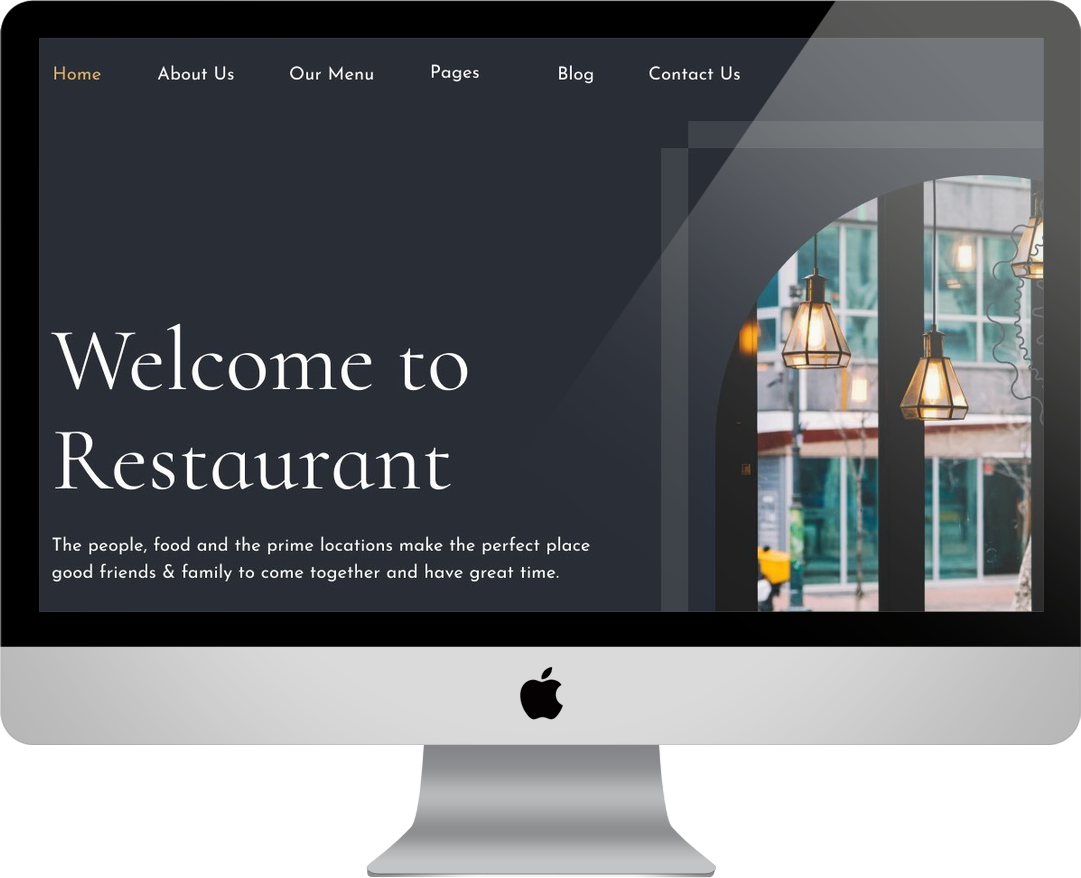 Home About Us Our Menu Pages Blog Contact Us
Welcome to
Restaurant
The people, food and the prime locations make the perfect place
good friends & family to come together and have great time.